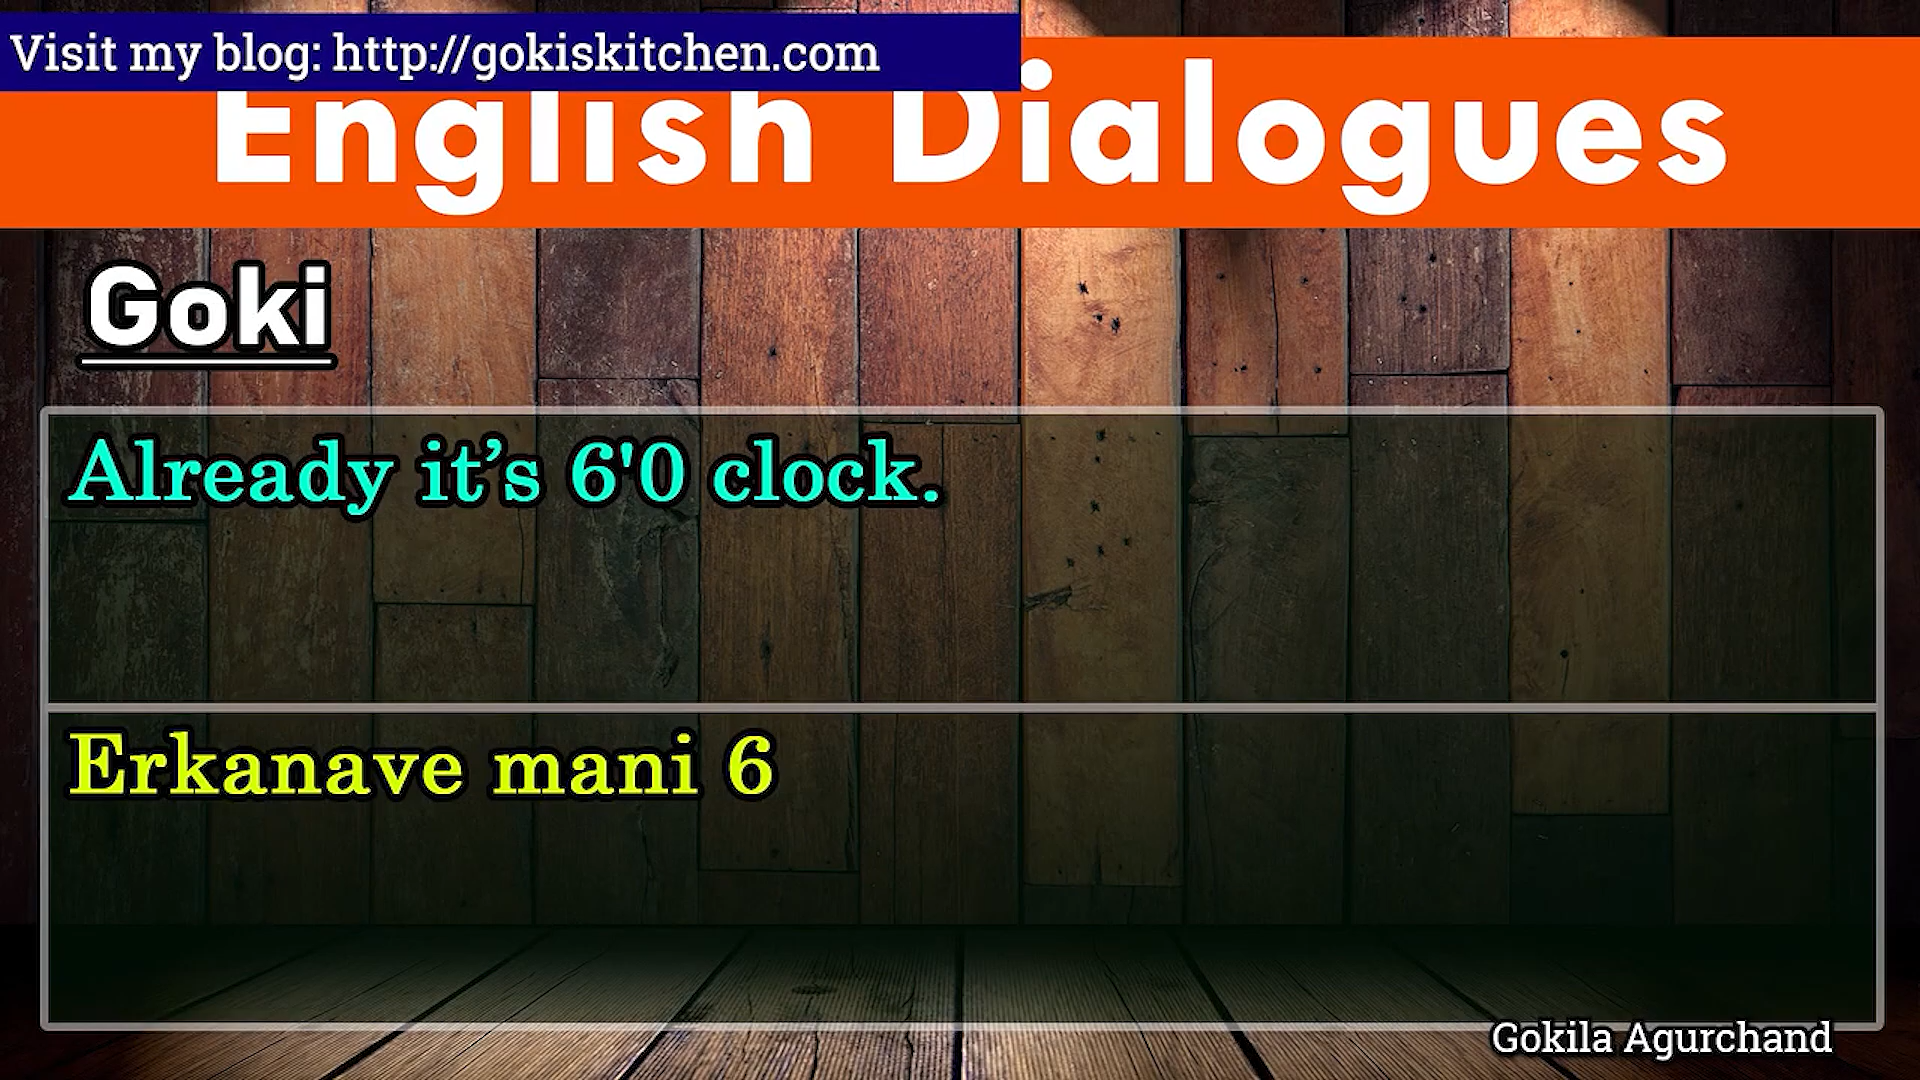 Visit my blog: http://gokiskitchen.com
English Dialogues
Goki
Already it’s 6'0 clock.
Erkanave mani 6
Gokila Agurchand